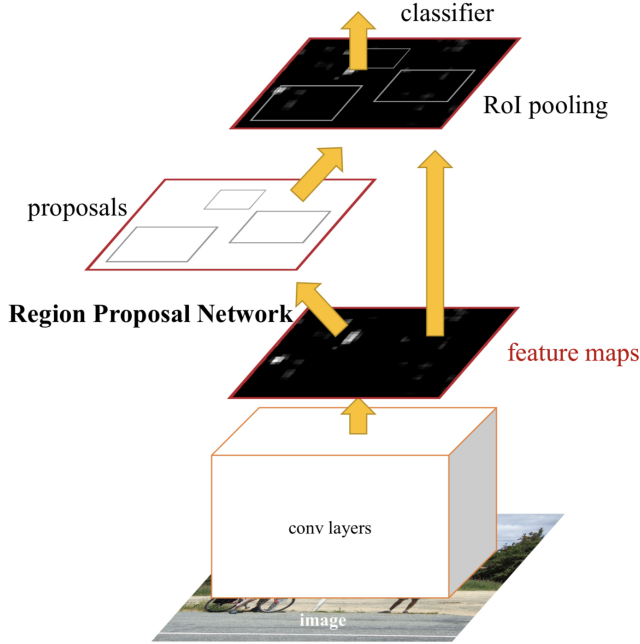 classifier
RoI pooling
proposals
Region Proposal Network
feature maps
conv layers
image